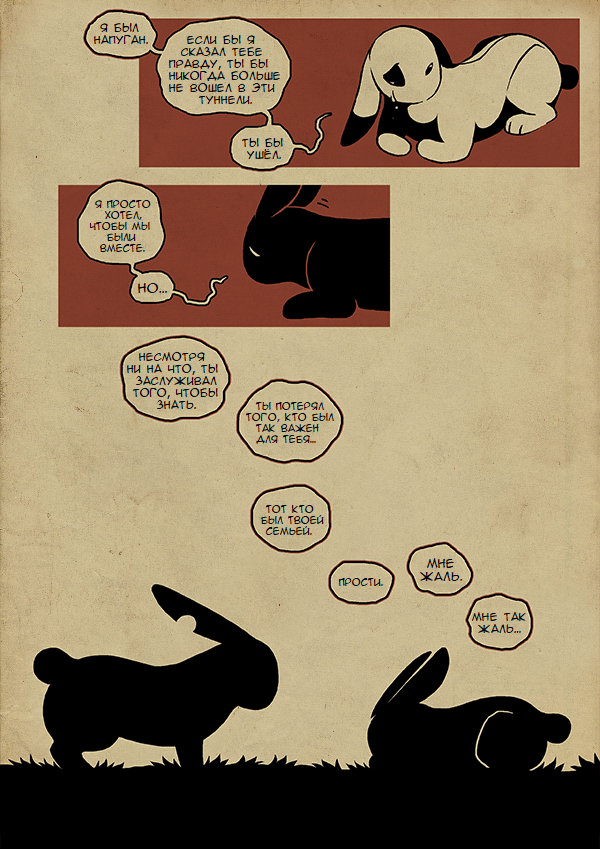 Я БЫЛ
НАПУГАН.
ЕСЛИ БЫ Я
СКАЗАЛ ТЕБЕ
ПРАВДУ, ТЫ БЫ
НИКОГДА БОЛЬШЕ
НЕ ВОШЕЛ В ЭТИ
ТУННЕЛИ.
ТЫ БЫ
УШЁЛ.
Я ПРОСТО
ХОТЕЛ,
ЧТОБЫ МЫ
БЫЛИ
ВМЕСТЕ.
НО...
НЕСМОТРЯ
НИ НА ЧТО, ТЫ
ЗАСЛУЖИВАЛ
ТОГО, ЧТОБЫ
ЗНАТЬ.
ТЫ ПОТЕРЯЛ
ТОГО, КТО БЫЛ
ТАК ВАЖЕН
ДЛЯ ТЕБЯ...
ТОТ КТО
БЫЛ ТВОЕЙ
СЕМЬЕЙ.
ПРОСТИ.
МНЕ
ЖАЛЬ.
МНЕ ТАК
ЖАЛЬ...